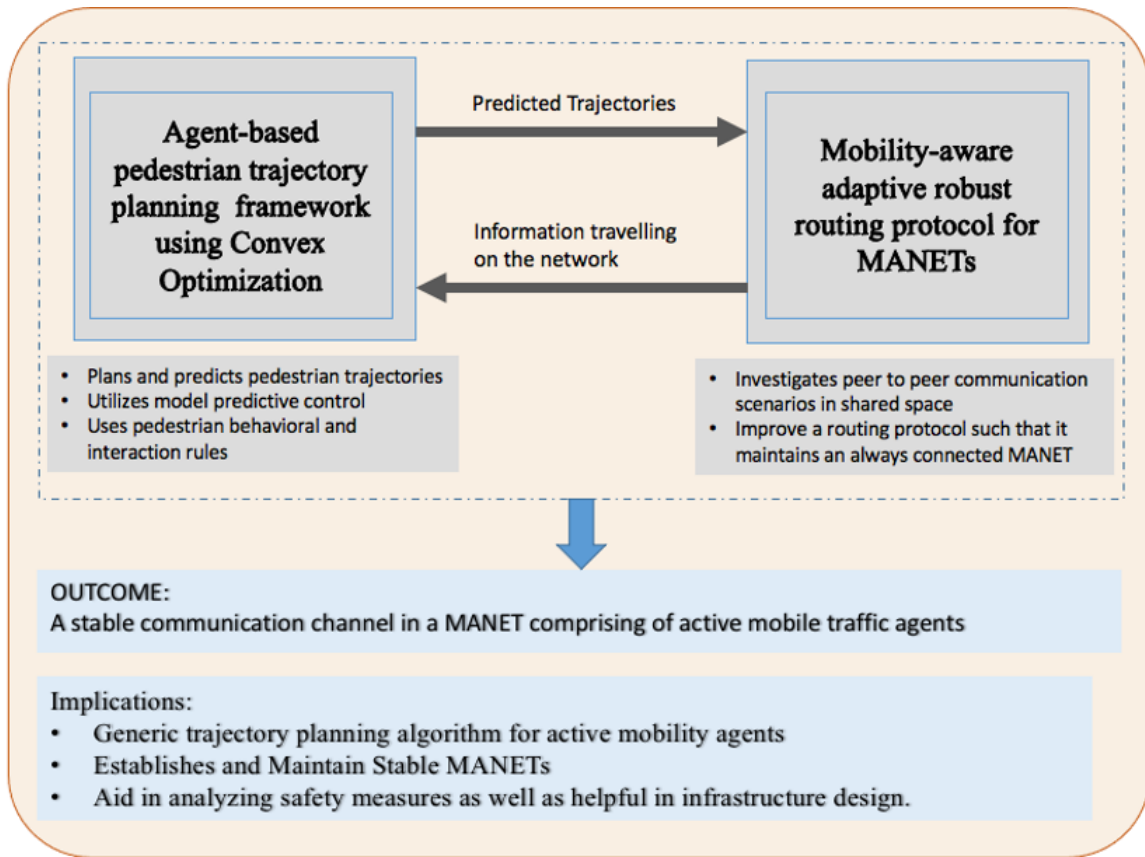 Agent-based
pedestrian trajectory
planning framework
using Convex
Optimization
Predicted Trajectories
Information travelling
on the network
Mobility-aware
adaptive robust
routing protocol for
MANETs
• Plans and predicts pedestrian trajectories
• Utilizes model predictive control
• Uses pedestrian behavioral and
interaction rules
• Investigates peer to peer communication
scenarios in shared space
• Improve a routing protocol such that it
maintains an always connected MANET
OUTCOME:
A stable communication channel in a MANET comprising of active mobile traffic agents
Implications:
• Generic trajectory planning algorithm for active mobility agents
• Establishes and Maintain Stable MANETs
• Aid in analyzing safety measures as well as helpful in infrastructure design.